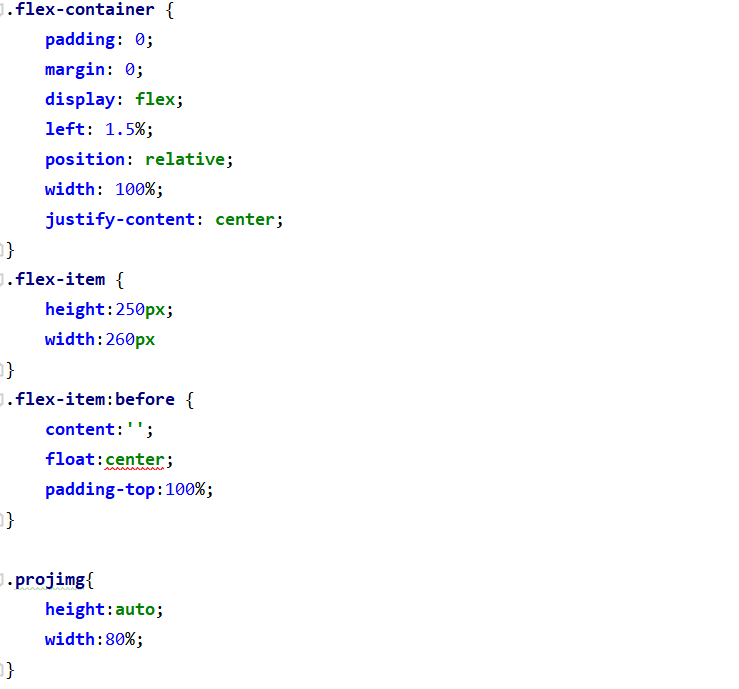 .flex-container {
    padding: 0;
    margin: 0;
    display: flex;
    left: 1.5%;
    position: relative;
    width: 100%;
    justify-content: center;
}
.flex-item {
    height:250px;
    width:260px
}
.flex-item:before {
    content:'';
    float:center;
    padding-top:100%;
}

.projimg{
    height:auto;
    width:80%;
}